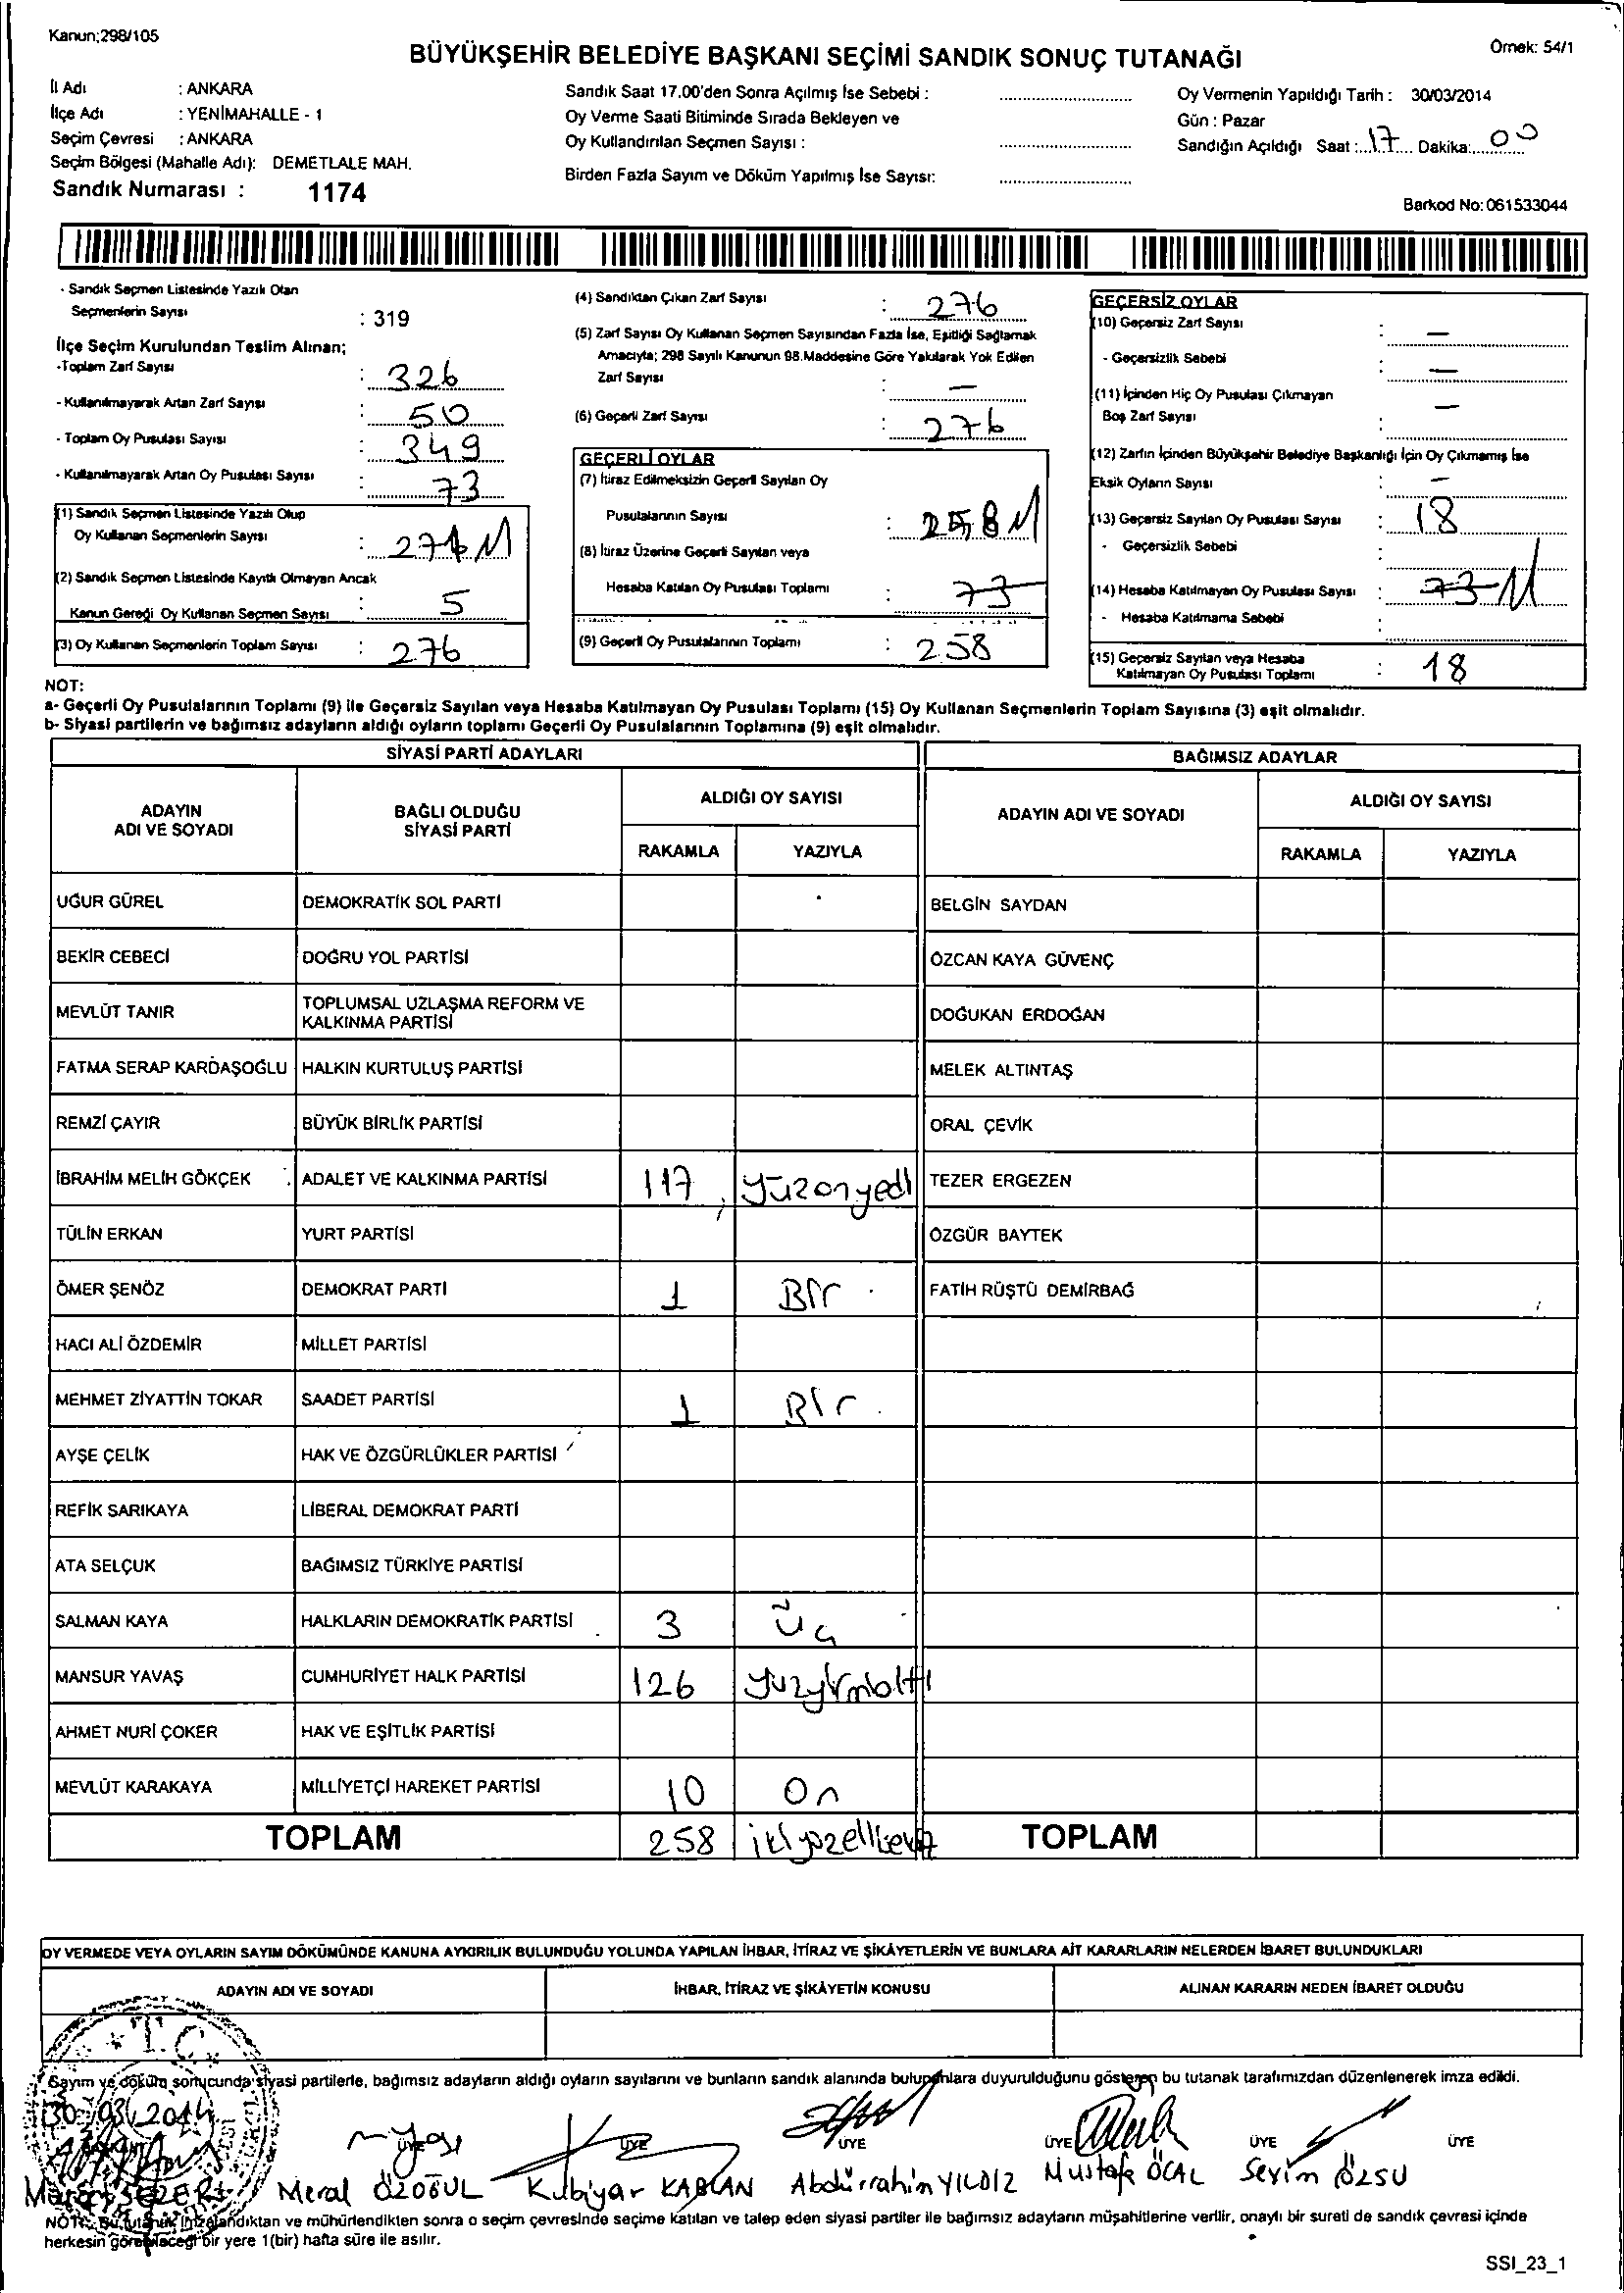 Kanun;298/105
BÜYÜKŞEHİR BELEDİYE BAŞKANI SEÇİMİ SANDIK SONUÇ TUTANAĞI
Örnek: 54/1
İl Adı : ANKARA
İlçe Adı : YENİMAHALLE - 1
Seçim Çevresi : ANKARA
Seçim Bölgesi (Mahalle Adı): DEMETLALE MAH.
Sandık Numarası : 1174
Sandık Saat 17.00'den Sonra Açılmış İse Sebebi :
Oy Verme Saati Bitiminde Sırada Bekleyen ve
Oy Kullandırılan Seçmen Sayısı :
Birden Fazla Sayım ve Döküm Yapılmış İse Sayısı:
Oy Vermenin Yapıldığı Tarih : 30/03/2014
Gün : Pazar
Sandığın Açıldığı Saat : 17 Dakika: 00
Barkod No: 061533044
- Sandık Seçmen Listesinde Yazılı Olan
Seçmenlerin Sayısı : 319
İlçe Seçim Kurulundan Teslim Alınan;
-Toplam Zarf Sayısı : 326
- Kullanılmayarak Artan Zarf Sayısı : 50
- Toplam Oy Pusulası Sayısı : 349
- Kullanılmayarak Artan Oy Pusulası Sayısı : 73
(1) Sandık Seçmen Listesinde Yazılı Olup
Oy Kullanan Seçmenlerin Sayısı :
(2) Sandık Seçmen Listesinde Kayıtlı Olmayan Ancak
Kanun Gereği Oy Kullanan Seçmen Sayısı : 5
(3) Oy Kullanan Seçmenlerin Toplam Sayısı : 276
(4) Sandıktan Çıkan Zarf Sayısı : 276
(5) Zarf Sayısı Oy Kullanan Seçmen Sayısından Fazla İse, Eşitliği Sağlamak
Amacıyla; 298 Sayılı Kanunun 98.Maddesine Göre Yakılarak Yok Edilen
Zarf Sayısı : -
(6) Geçerli Zarf Sayısı : 276
GEÇERLİ OYLAR
(7) İtiraz Edilmeksizin Geçerli Sayılan Oy
Pusulalarının Sayısı : 258
(8) İtiraz Üzerine Geçerli Sayılan veya
Hesaba Katılan Oy Pusulası Toplamı : 73
(9) Geçerli Oy Pusulalarının Toplamı : 258
GEÇERSİZ OYLAR
(10) Geçersiz Zarf Sayısı : -
- Geçersizlik Sebebi : -
(11) İçinden Hiç Oy Pusulası Çıkmayan
Boş Zarf Sayısı : -
(12) Zarfın İçinden Büyükşehir Belediye Başkanlığı İçin Oy Çıkmamış İse
Eksik Oyların Sayısı : -
(13) Geçersiz Sayılan Oy Pusulası Sayısı : 18
- Geçersizlik Sebebi :
(14) Hesaba Katılmayan Oy Pusulası Sayısı : 73
- Hesaba Katılmama Sebebi :
(15) Geçersiz Sayılan veya Hesaba
Katılmayan Oy Pusulası Toplamı : 18
NOT:
a- Geçerli Oy Pusulalarının Toplamı (9) ile Geçersiz Sayılan veya Hesaba Katılmayan Oy Pusulası Toplamı (15) Oy Kullanan Seçmenlerin Toplam Sayısına (3) eşit olmalıdır.
b- Siyasi partilerin ve bağımsız adayların aldığı oyların toplamı Geçerli Oy Pusulalarının Toplamına (9) eşit olmalıdır.
SİYASİ PARTİ ADAYLARI BAĞIMSIZ ADAYLAR
ADAYIN ADI VE SOYADI BAĞLI OLDUĞU SİYASİ PARTİ ALDIĞI OY SAYISI ADAYIN ADI VE SOYADI ALDIĞI OY SAYISI
RAKAMLA YAZIYLA RAKAMLA YAZIYLA
UĞUR GÜREL DEMOKRATİK SOL PARTİ BELGİN SAYDAN
BEKİR CEBECİ DOĞRU YOL PARTİSİ ÖZCAN KAYA GÜVENÇ
MEVLÜT TANIR TOPLUMSAL UZLAŞMA REFORM VE KALKINMA PARTİSİ DOĞUKAN ERDOĞAN
FATMA SERAP KARDAŞOĞLU HALKIN KURTULUŞ PARTİSİ MELEK ALTINTAŞ
REMZİ ÇAYIR BÜYÜK BİRLİK PARTİSİ ORAL ÇEVİK
İBRAHİM MELİH GÖKÇEK ADALET VE KALKINMA PARTİSİ 117 yüzonyedi TEZER ERGEZEN
TÜLİN ERKAN YURT PARTİSİ ÖZGÜR BAYTEK
ÖMER ŞENÖZ DEMOKRAT PARTİ 1 Bir FATİH RÜŞTÜ DEMİRBAĞ
HACI ALİ ÖZDEMİR MİLLET PARTİSİ
MEHMET ZİYATTİN TOKAR SAADET PARTİSİ 1 Bir
AYŞE ÇELİK HAK VE ÖZGÜRLÜKLER PARTİSİ
REFİK SARIKAYA LİBERAL DEMOKRAT PARTİ
ATA SELÇUK BAĞIMSIZ TÜRKİYE PARTİSİ
SALMAN KAYA HALKLARIN DEMOKRATİK PARTİSİ 3 Üç
MANSUR YAVAŞ CUMHURİYET HALK PARTİSİ 126 yuzyirmialtı
AHMET NURİ ÇOKER HAK VE EŞİTLİK PARTİSİ
MEVLÜT KARAKAYA MİLLİYETÇİ HAREKET PARTİSİ 10 On
TOPLAM 258 TOPLAM
OY VERMEDE VEYA OYLARIN SAYIM DÖKÜMÜNDE KANUNA AYKIRILIK BULUNDUĞU YOLUNDA YAPILAN İHBAR, İTİRAZ VE ŞİKÂYETLERİN VE BUNLARA AİT KARARLARIN NELERDEN İBARET BULUNDUKLARI
ADAYIN ADI VE SOYADI İHBAR, İTİRAZ VE ŞİKÂYETİN KONUSU ALINAN KARARIN NEDEN İBARET OLDUĞU
T.C.
Sayım ve döküm sonucunda siyasi partilerle, bağımsız adayların aldığı oyların sayılarını ve bunların sandık alanında bulunanlara duyurulduğunu gösteren bu tutanak tarafımızdan düzenlenerek imza edildi.
30/03/2014
ÜYE ÜYE ÜYE ÜYE ÜYE ÜYE
Meral ÖZOĞUL Kubiyar KAPLAN Abdürrahim YILDIZ Mustafa ÖCAL Sevim ÖZSU
NOT: Bu tutanak imzalandıktan ve mühürlendikten sonra o seçim çevresinde seçime katılan ve talep eden siyasi partiler ile bağımsız adayların müşahitlerine verilir, onaylı bir sureti de sandık çevresi içinde
herkesin görebileceği bir yere 1(bir) hafta süre ile asılır.
SSI_23_1